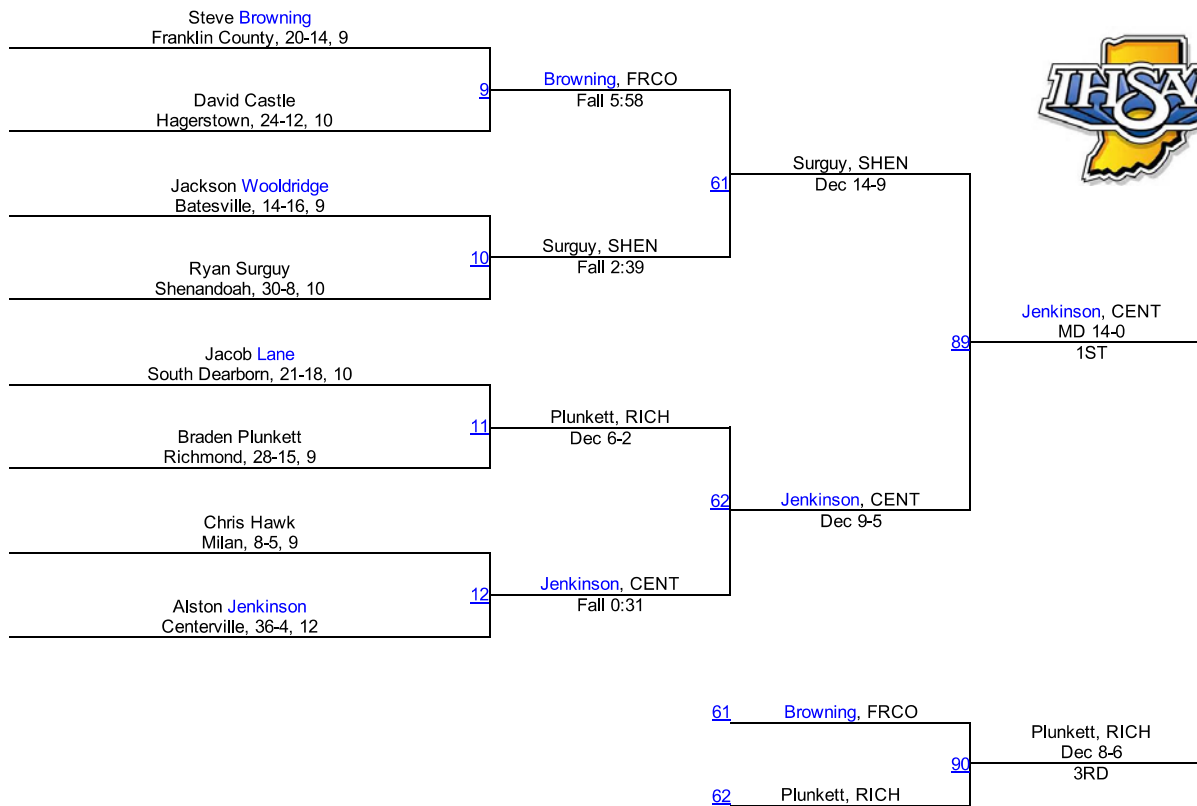 Steve Browning
Franklin County, 20-14, 9
David Castle
Hagerstown, 24-12, 10
9
Browning, FRCO
Fall 5:58
Jackson Wooldridge
Batesville, 14-16, 9
Ryan Surguy
Shenandoah, 30-8, 10
10
Surguy, SHEN
Fall 2:39
61
Surguy, SHEN
Dec 14-9
Jacob Lane
South Dearborn, 21-18, 10
Braden Plunkett
Richmond, 28-15, 9
11
Plunkett, RICH
Dec 6-2
Chris Hawk
Milan, 8-5, 9
Alston Jenkinson
Centerville, 36-4, 12
12
Jenkinson, CENT
Fall 0:31
62
Jenkinson, CENT
Dec 9-5
89
Jenkinson, CENT
MD 14-0
1ST
IHSAA
61
Browning, FRCO
62
Plunkett, RICH
90
Plunkett, RICH
Dec 8-6
3RD